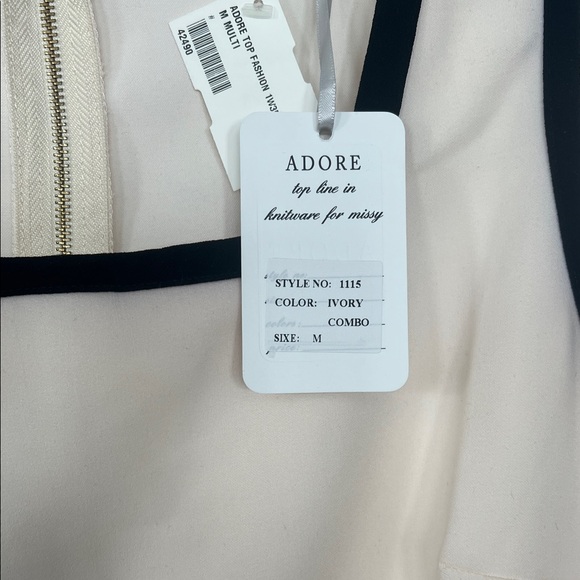 ADORE TOP FASHION 1W3
M MULTI
#
42490
ADORE
top line in
knitware for missy
STYLE NO: 1115
COLOR: IVORY
COMBO
SIXE: M